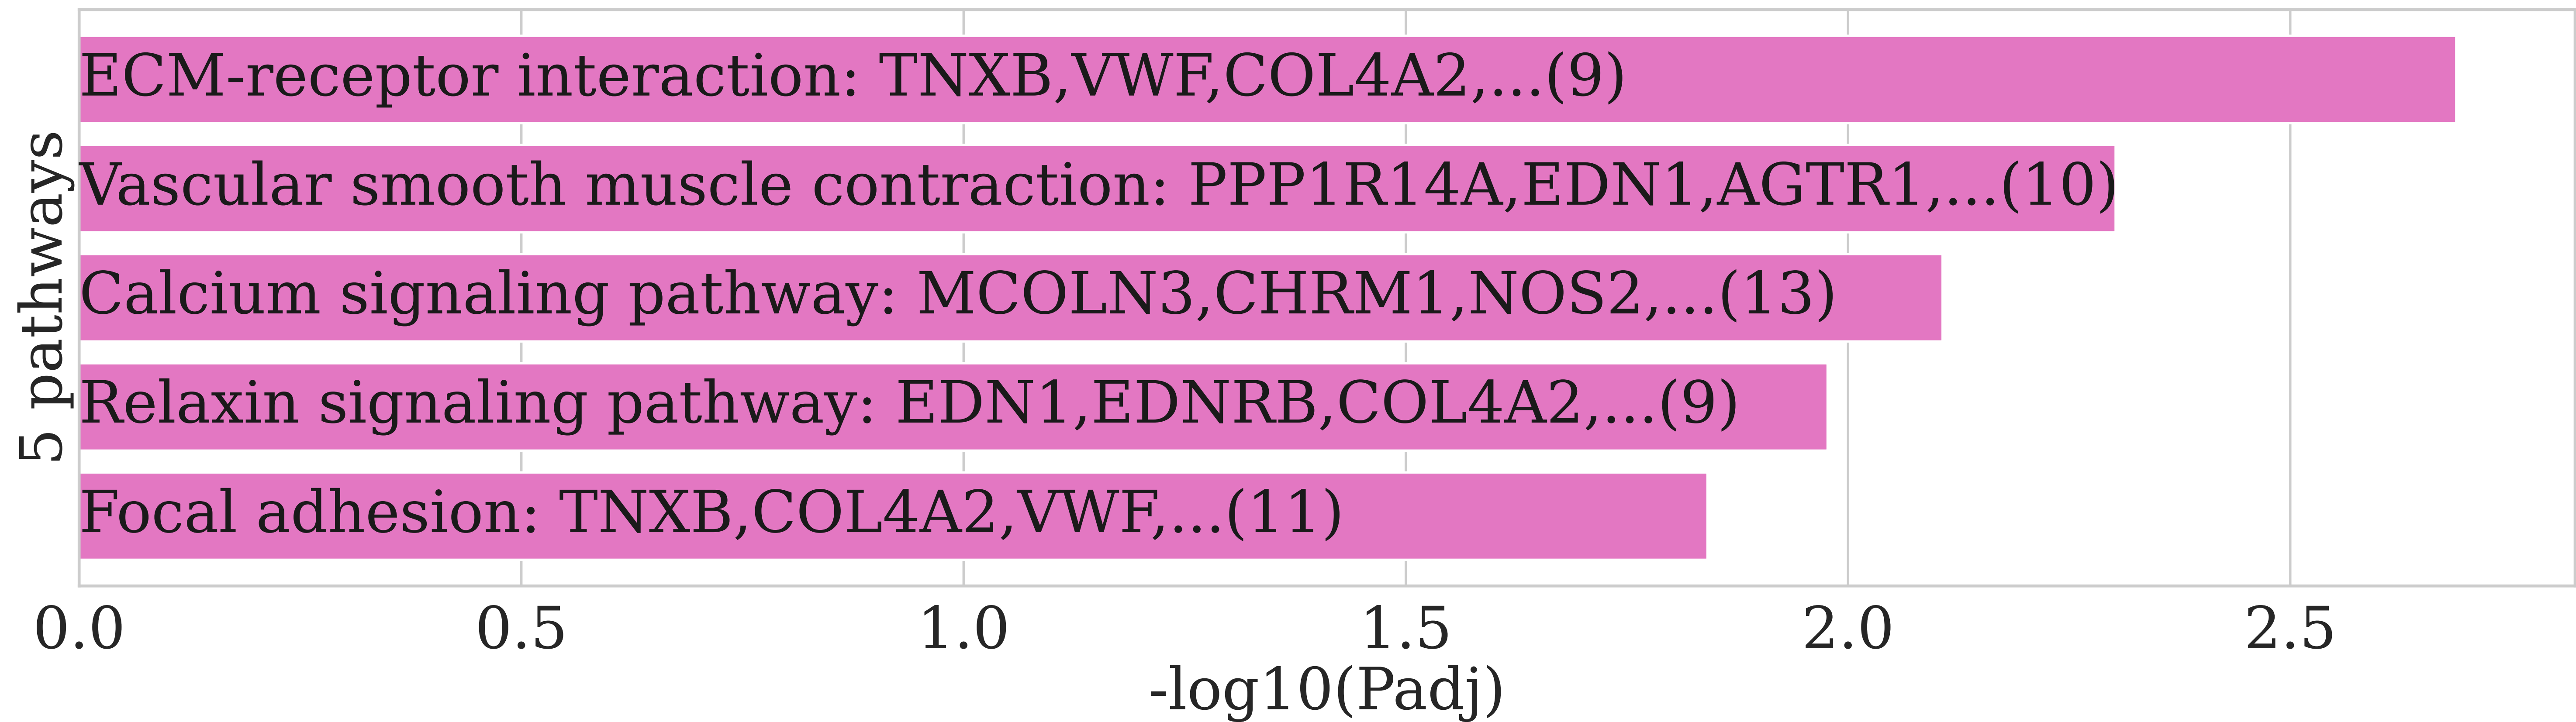 ECM-receptor interaction: TNXB,VWF,COL4A2,...(9)
Vascular smooth muscle contraction: PPP1R14A,EDN1,AGTR1,...(10)
Calcium signaling pathway: MCOLN3,CHRM1,NOS2,...(13)
Relaxin signaling pathway: EDN1,EDNRB,COL4A2,...(9)
Focal adhesion: TNXB,COL4A2,VWF,...(11)
5 pathways
0.0 0.5 1.0 1.5 2.0 2.5
-log10(Padj)